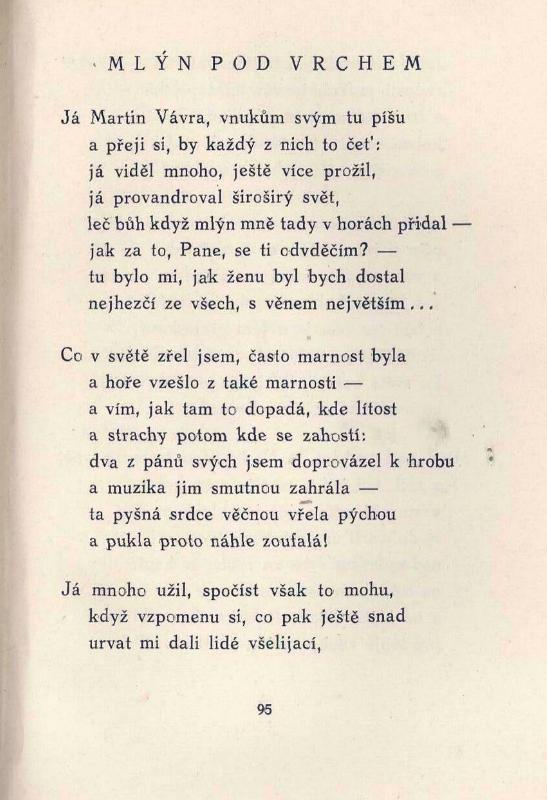 MLÝN POD VRCHEM
Já Martin Vávra, vnukům svým tu píšu
a přeji si, by každý z nich to čet':
já viděl mnoho, ještě více prožil,
já provandroval široširý svět,
leč bůh když mlýn mně tady v horách přidal —
jak za to, Pane, se ti odvděčím? —
tu bylo mi, jak ženu byl bych dostal
nejhezčí ze všech, s věnem největším...
Co v světě zřel jsem, často marnost byla
a hoře vzešlo z také marnosti —
a vím, jak tam to dopadá, kde lítost
a strachy potom kde se zahostí:
dva z pánů svých jsem doprovázel k hrobu
a muzika jim smutnou zahrála —
ta pyšná srdce věčnou vřela pýchou
a pukla proto náhle zoufalá!
Já mnoho užil, spočíst však to mohu,
když vzpomenu si, co pak ještě snad
urvat mi dali lidé všelijací,
95